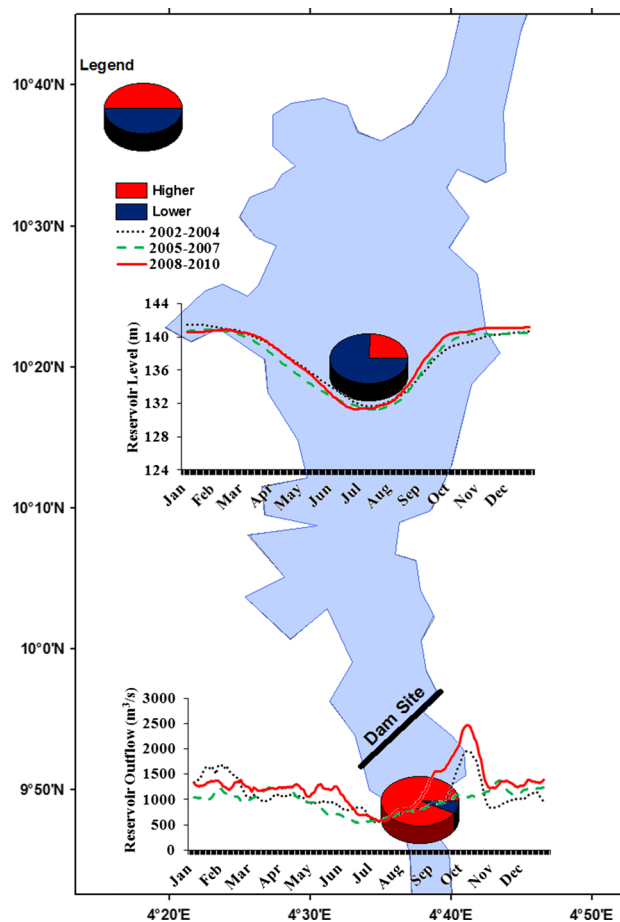 10°40'N
10°30'N
10°20'N
10°10'N
10°0'N
9°50'N
Legend
Higher
Lower
2002-2004
2005-2007
2008-2010
Reservoir Level (m)
144
140
136
132
128
124
Jan Feb Mar Apr May Jun Jul Aug Sep Oct Nov Dec
Dam Site
Reservoir Outflow (m³/s)
3000
2500
2000
1500
1000
500
0
Jan Feb Mar Apr May Jun Jul Aug Sep Oct Nov Dec
4°20'E 4°30'E 4°40'E 4°50'E